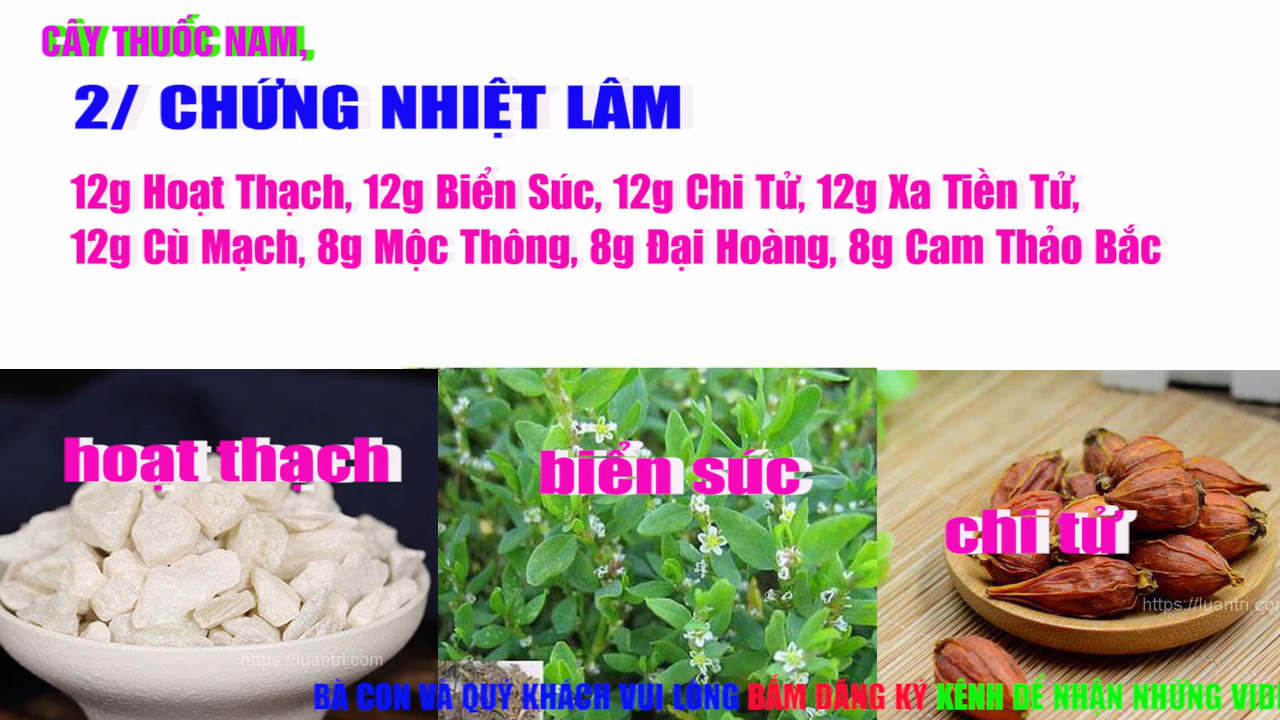 CÂY THUỐC NAM,
2/ CHỨNG NHIỆT LÂM
12g Hoạt Thạch, 12g Biển Súc, 12g Chi Tử, 12g Xa Tiền Tử,
12g Cù Mạch, 8g Mộc Thông, 8g Đại Hoàng, 8g Cam Thảo Bắc
hoạt thạch
biển súc
chi tử
https://luantri.com
https://luantri.co
BÀ CON VÀ QUÝ KHÁCH VUI LÒNG BẤM ĐĂNG KÝ KÊNH ĐỂ NHÂN NHỮNG